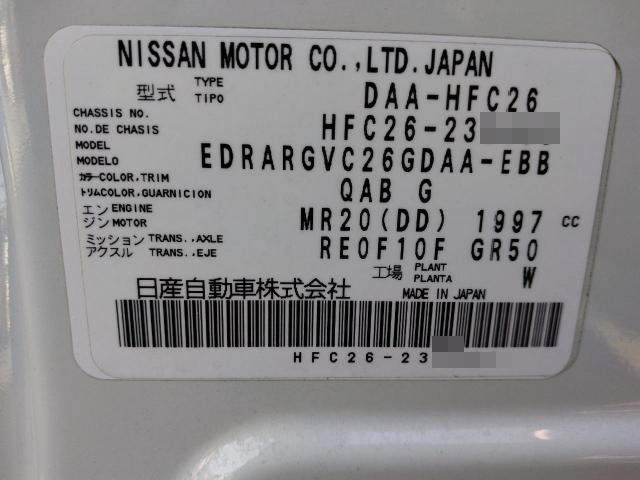 NISSAN MOTOR CO.,LTD.JAPAN
型式 TYPE TIPO DAA-HFC26
CHASSIS NO. NO.DE CHASIS HFC26-23
MODEL MODELO EDRARGVC26GDAA-EBB
カラーCOLOR,TRIM トリムCOLOR,GUARNICION QAB G
エンジン ENGINE MOTOR MR20(DD) 1997 cc
ミッション TRANS.,AXLE アクスル TRANS.,EJE RE0F10F GR50
工場 PLANT PLANTA W
日産自動車株式会社 MADE IN JAPAN
HFC26-23